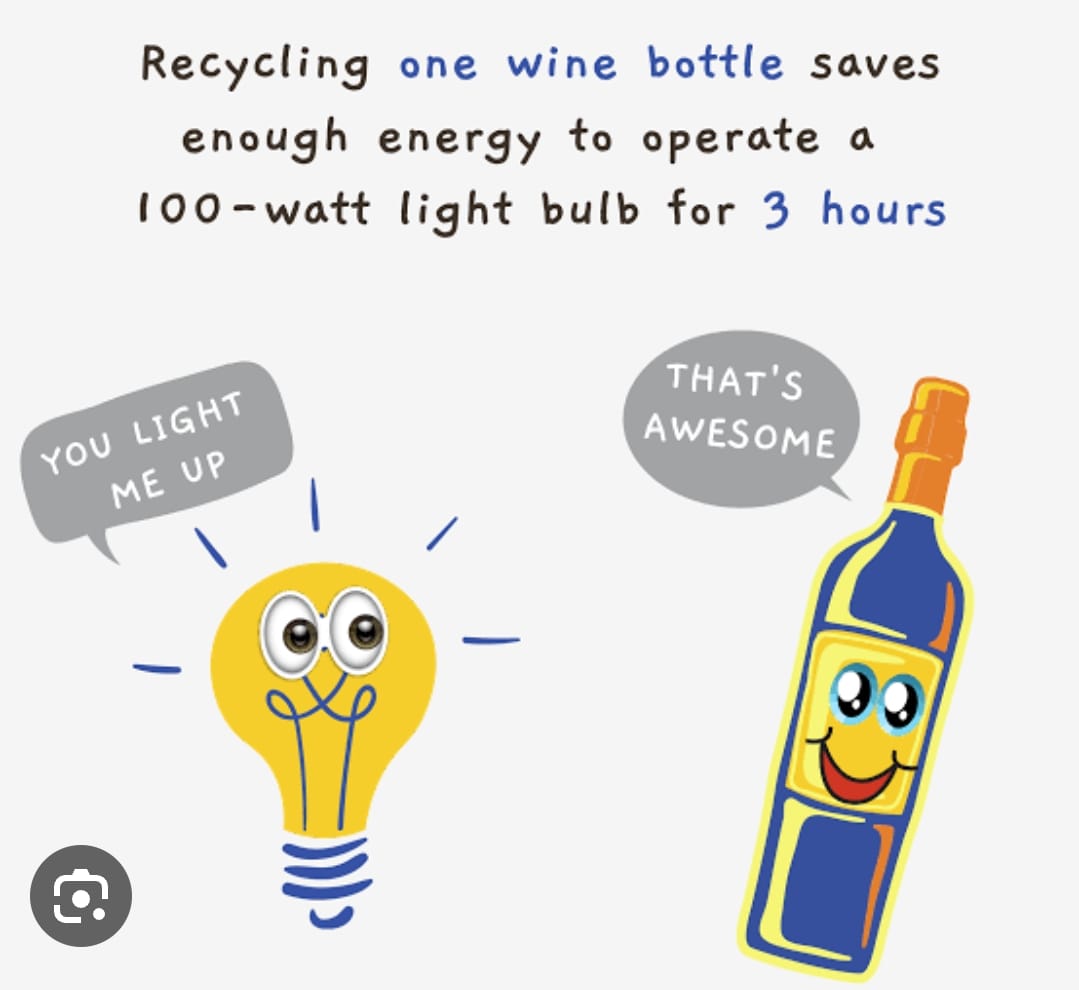 Recycling one wine bottle saves
enough energy to operate a
100-watt light bulb for 3 hours
YOU LIGHT
ME UP
THAT'S
AWESOME